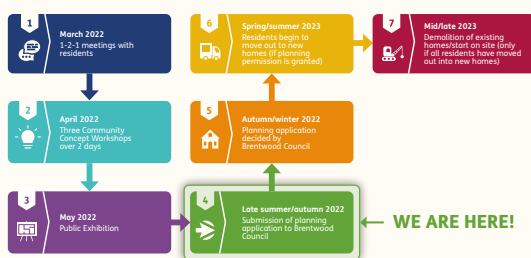 1
March 2022
1-2-1 meetings with
residents
2
April 2022
Three Community
Concept Workshops
over 2 days
3
May 2022
Public Exhibition
4
Late summer/autumn 2022
Submission of planning
application to Brentwood
Council
WE ARE HERE!
5
Autumn/winter 2022
Planning application
decided by
Brentwood Council
6
Spring/summer 2023
Residents begin to
move out to new
homes (if planning
permission is granted)
7
Mid/late 2023
Demolition of existing
homes/start on site (only
if all residents have moved
out into new homes)